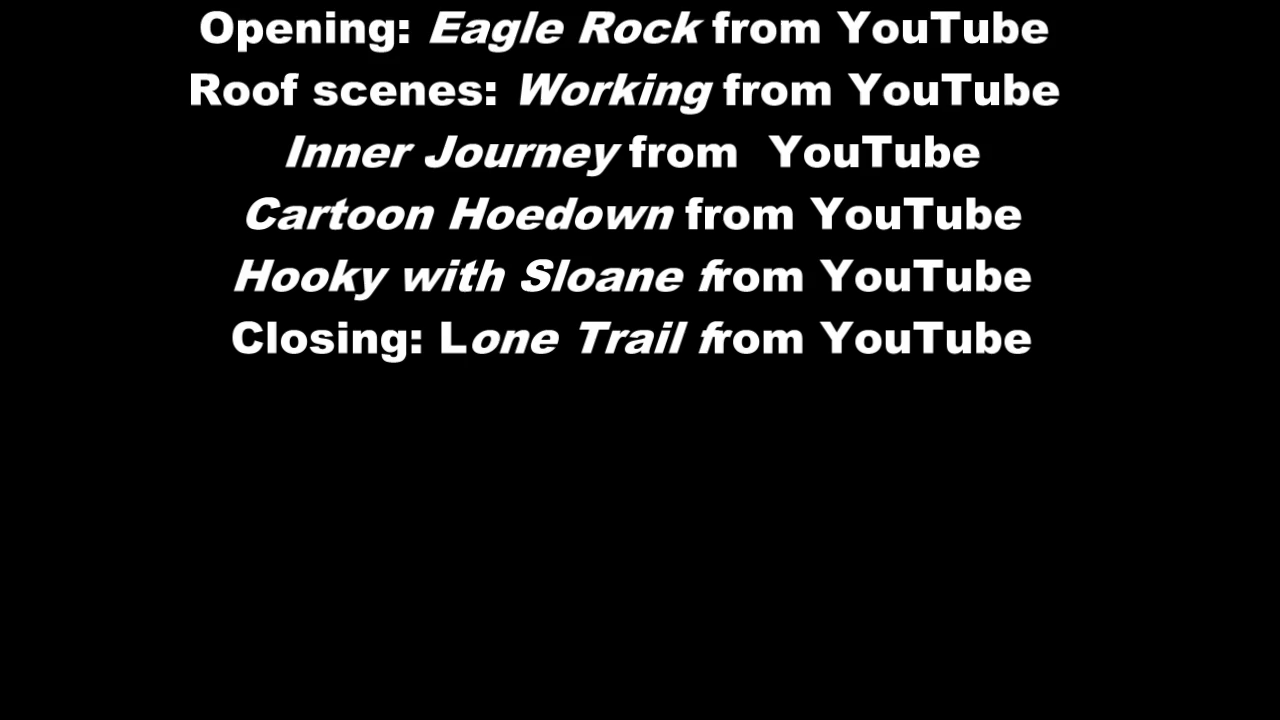 Opening: Eagle Rock from YouTube
Roof scenes: Working from YouTube
Inner Journey from  YouTube
Cartoon Hoedown from YouTube
Hooky with Sloane from YouTube
Closing: Lone Trail from YouTube